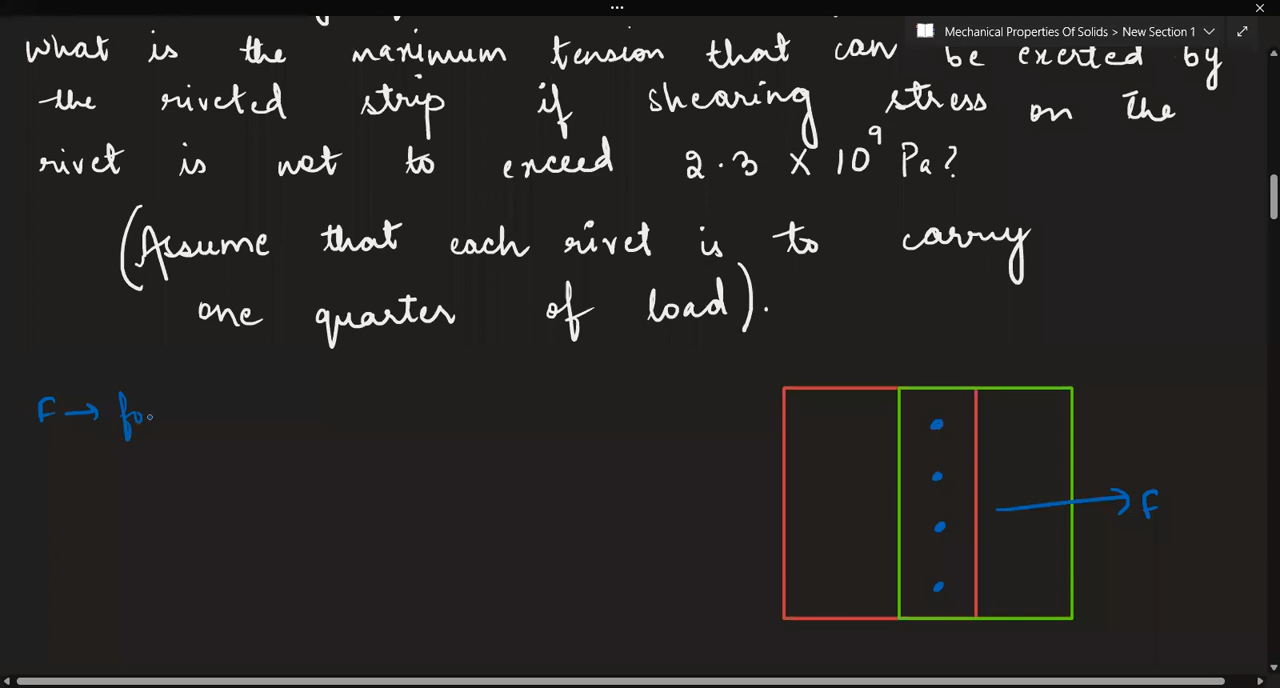 Mechanical Properties Of Solids > New Section 1
What is the maximum tension that can be exerted by
the riveted strip if shearing stress on the
rivet is not to exceed 2.3 × 10⁹ Pa?
(Assume that each rivet is to carry
one quarter of load).
F → fo
F